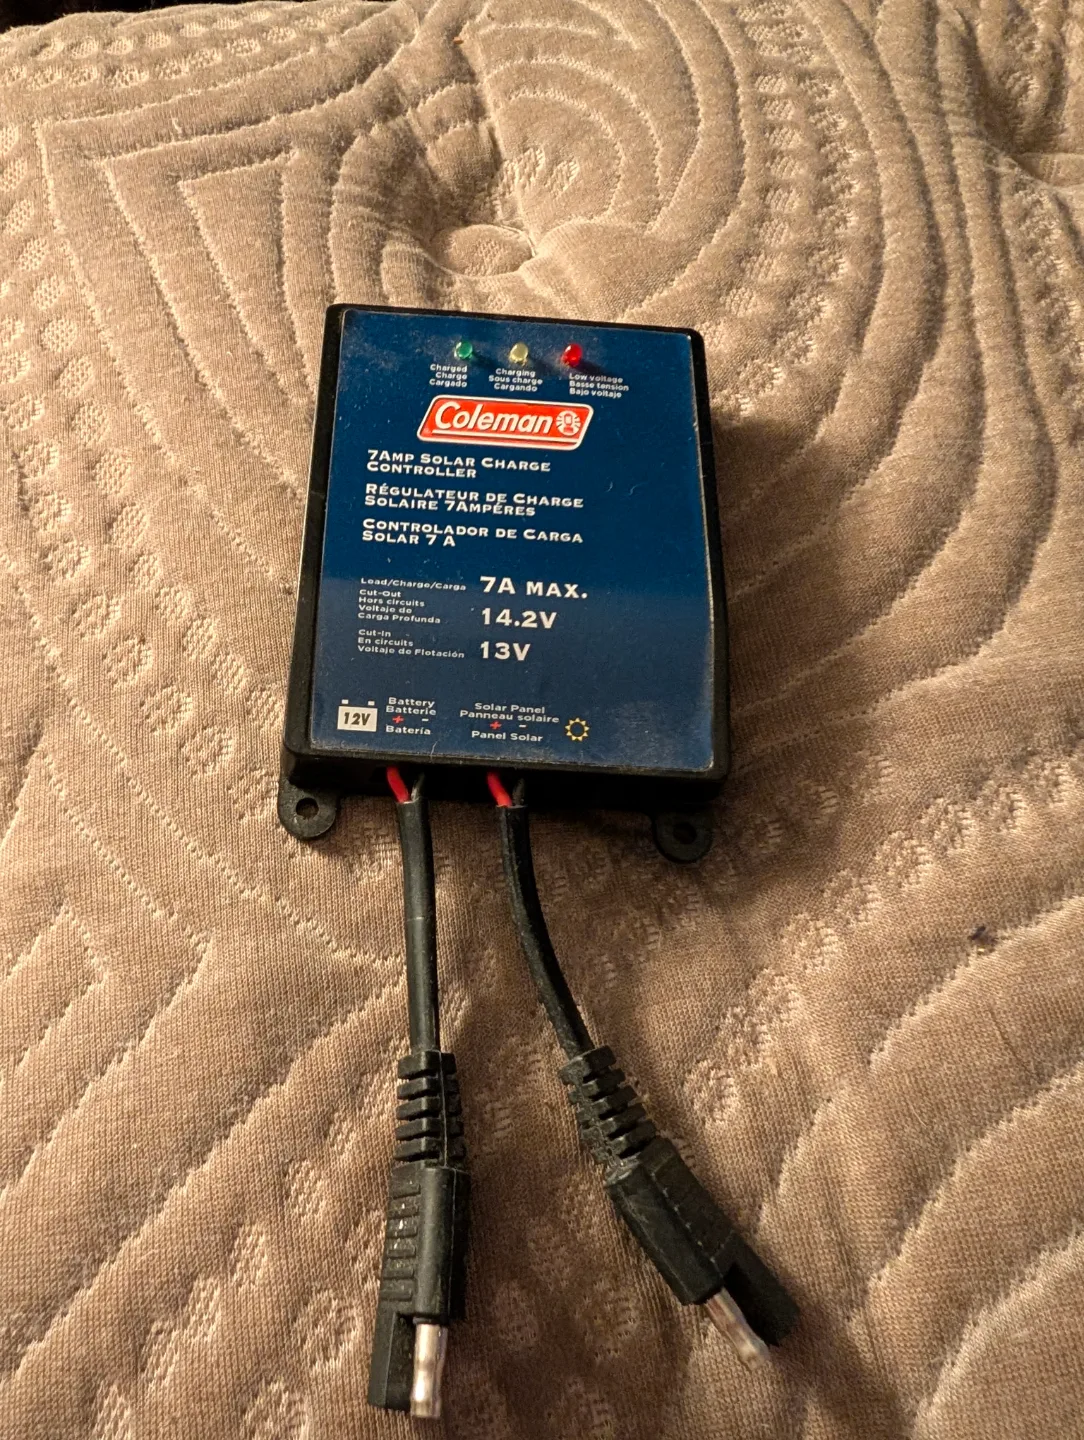 Charged
Charge
Cargado
Charging
Sous charge
Cargando
Low voltage
Basse tension
Bajo voltaje
Coleman
7Amp Solar Charge
Controller
Régulateur de Charge
Solaire 7Ampéres
Controlador de Carga
Solar 7 A
Load/Charge/Carga 7A MAX.
Cut-Out
Hors circuits
Voltaje de
Carga Profunda
14.2V
Cut-In
En circuits
Voltaje de Flotación
13V
12V
Battery
Batterie
+ -
Batería
Solar Panel
Panneau solaire
+ -
Panel Solar